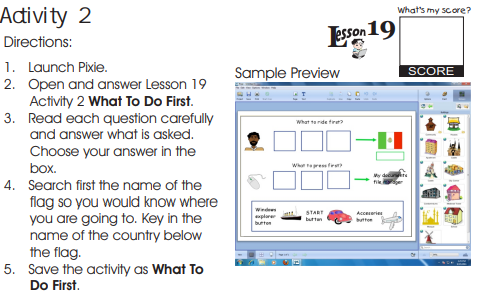 Activity 2
What's my score?
Lesson 19
SCORE
Directions:
Sample Preview
1. Launch Pixie.
2. Open and answer Lesson 19
Activity 2 What To Do First.
3. Read each question carefully
and answer what is asked.
Choose your answer in the
box.
4. Search first the name of the
flag so you would know where
you are going to. Key in the
name of the country below
the flag.
5. Save the activity as What To
Do First.
What to ride first?
What to press first?
My documents
file manager
Windows
explorer
button
START
button
Accessories
button